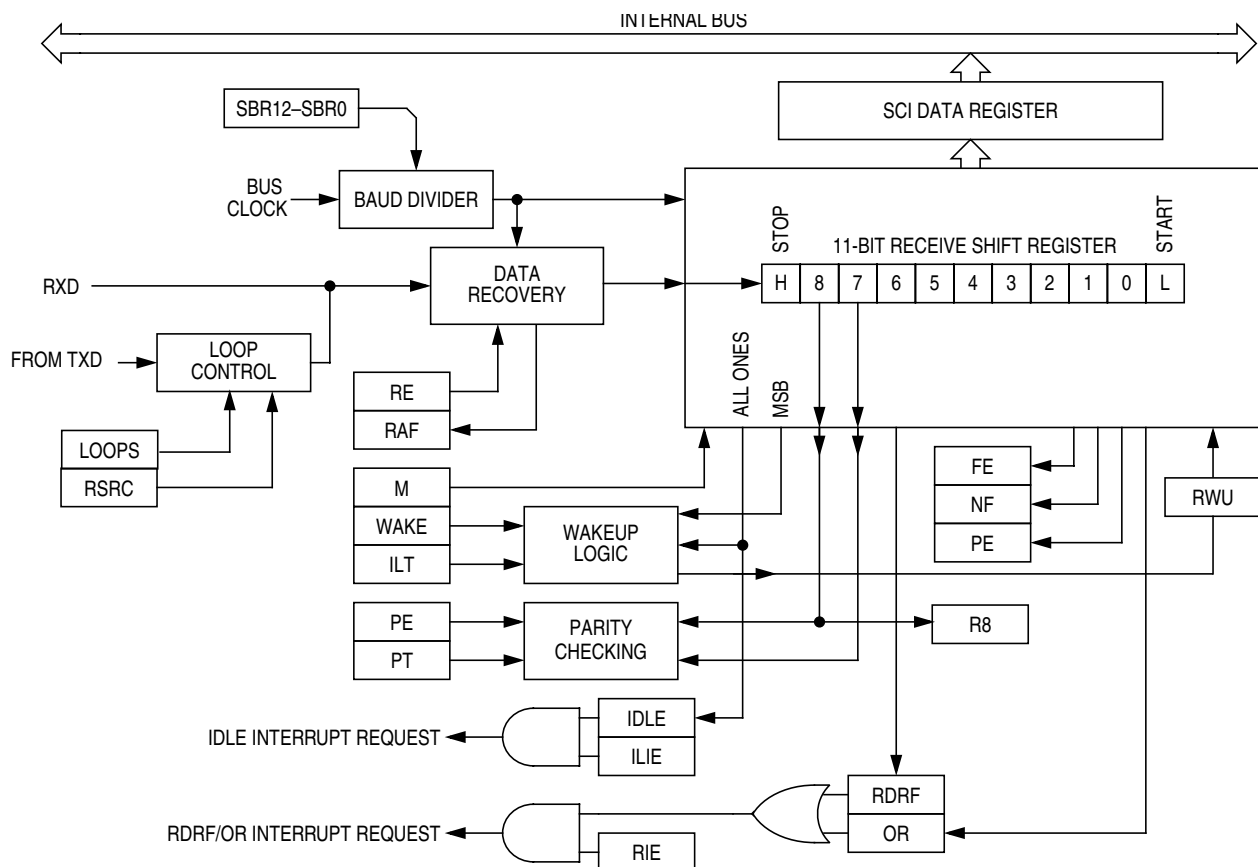 INTERNAL BUS
SBR12–SBR0
SCI DATA REGISTER
BUS
CLOCK
BAUD DIVIDER
STOP
11-BIT RECEIVE SHIFT REGISTER
START
RXD
DATA
RECOVERY
H 8 7 6 5 4 3 2 1 0 L
FROM TXD
LOOP
CONTROL
ALL ONES
MSB
RE
RAF
LOOPS
RSRC
M
WAKE
ILT
WAKEUP
LOGIC
FE
NF
PE
RWU
PE
PT
PARITY
CHECKING
R8
IDLE INTERRUPT REQUEST
IDLE
ILIE
RDRF/OR INTERRUPT REQUEST
RDRF
OR
RIE